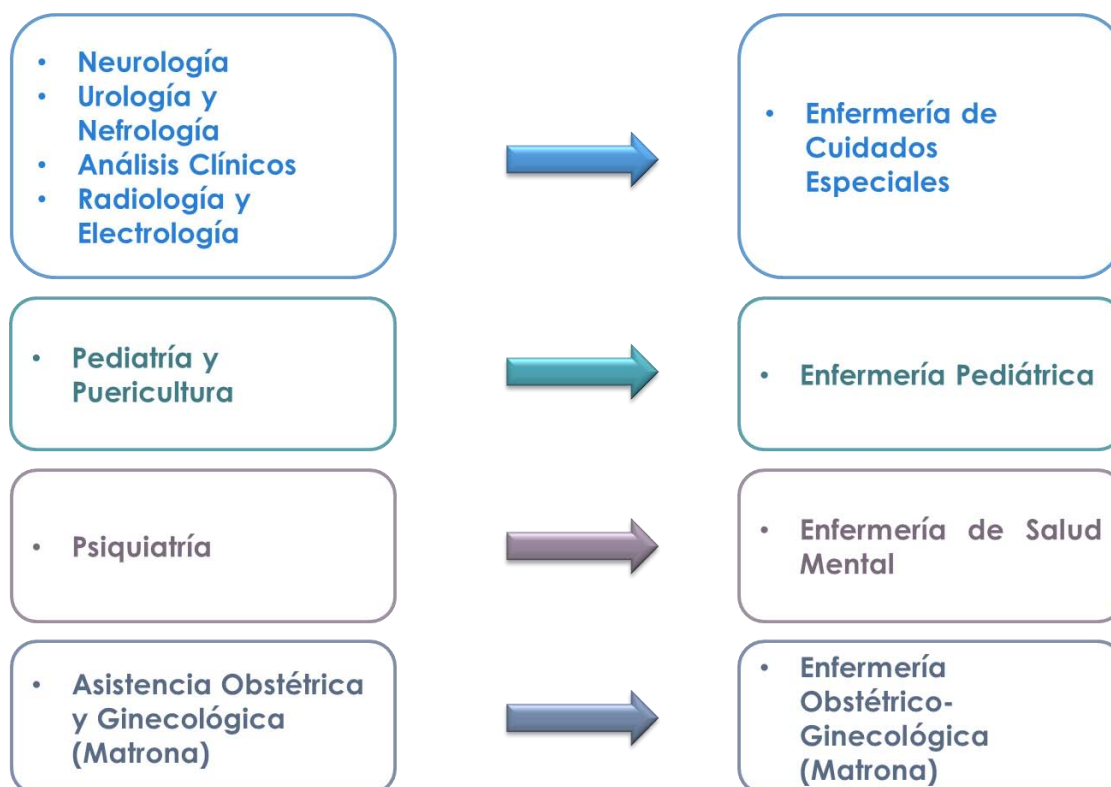 • Neurología
• Urología y
Nefrología
• Análisis Clínicos
• Radiología y
Electrología
• Enfermería de
Cuidados
Especiales
• Pediatría y
Puericultura
• Enfermería Pediátrica
• Psiquiatría
• Enfermería de Salud
Mental
• Asistencia Obstétrica
y Ginecológica
(Matrona)
• Enfermería
Obstétrico-
Ginecológica
(Matrona)